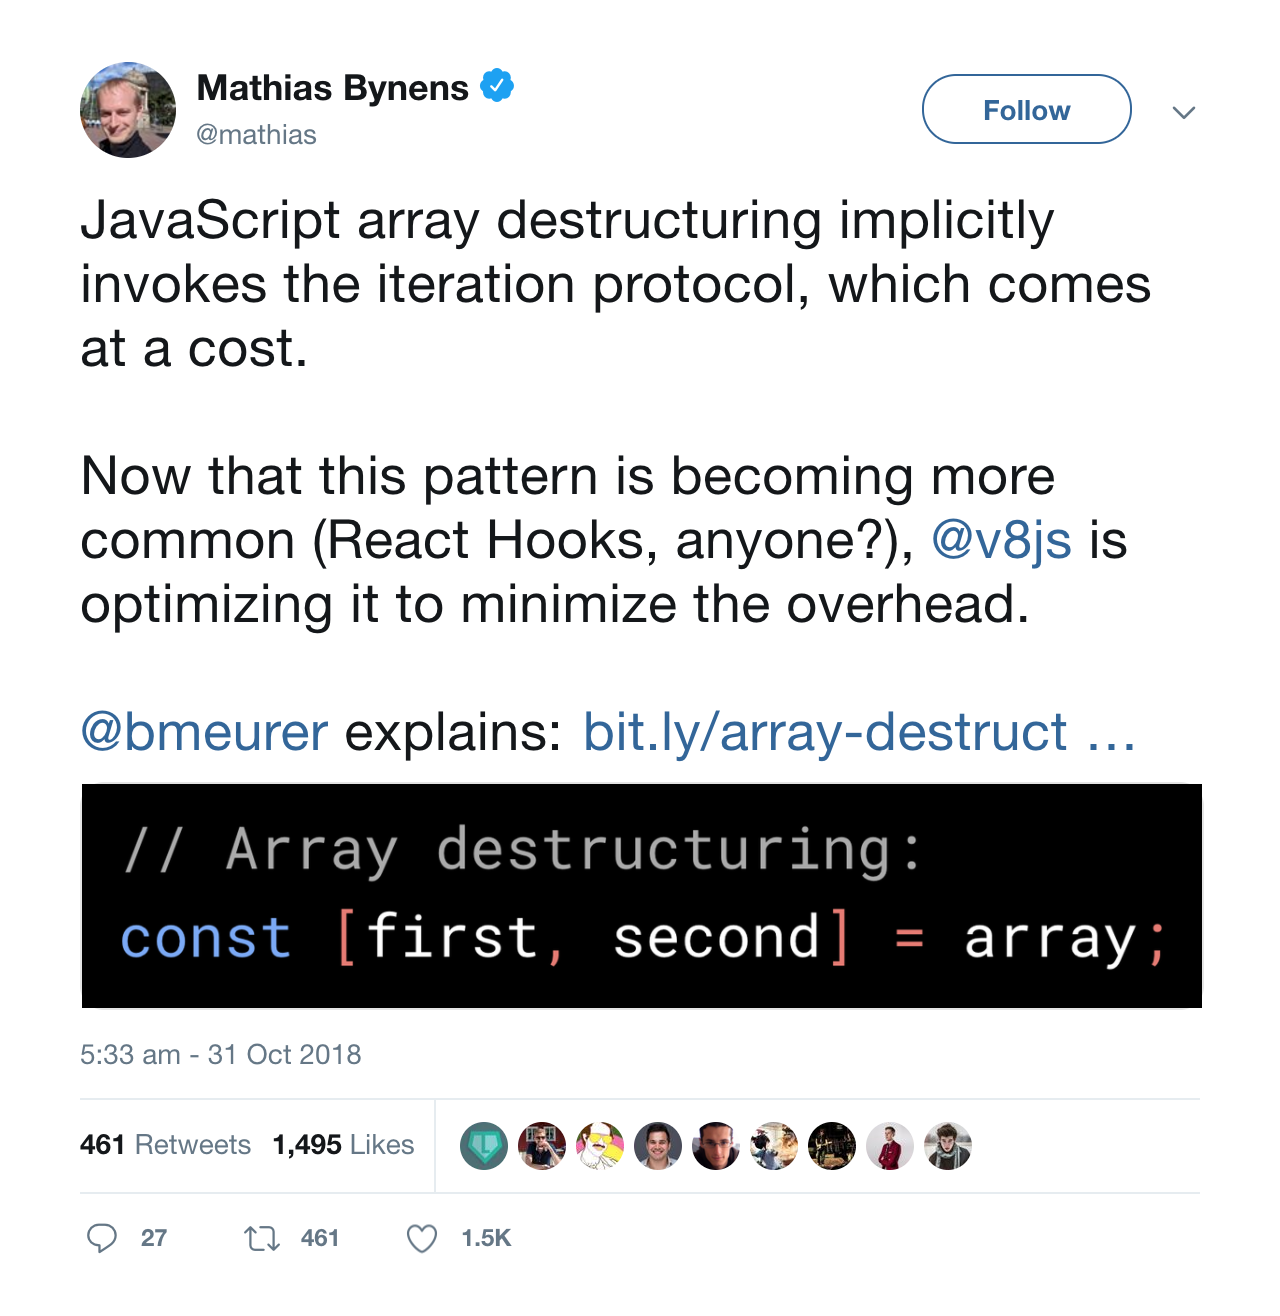 Mathias Bynens
@mathias
Follow
JavaScript array destructuring implicitly
invokes the iteration protocol, which comes
at a cost.
Now that this pattern is becoming more
common (React Hooks, anyone?), @v8js is
optimizing it to minimize the overhead.
@bmeurer explains: bit.ly/array-destruct …
// Array destructuring:
const [first, second] = array;
5:33 am - 31 Oct 2018
461 Retweets 1,495 Likes
27 461 1.5K